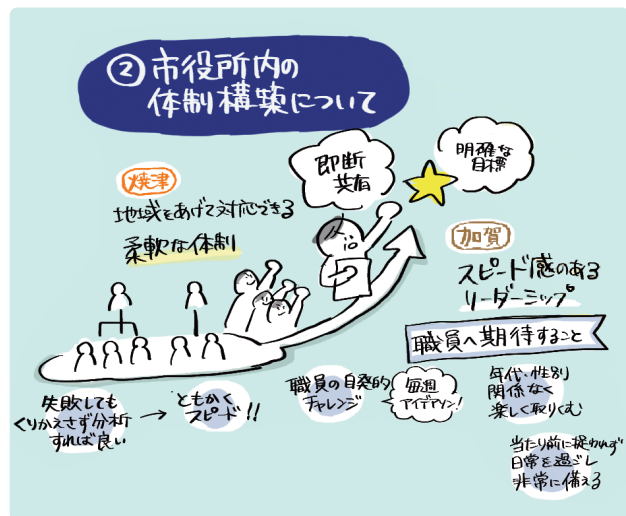 ②市役所内の
体制構築について
焼津
地域をあげて対応できる
柔軟な体制
即断
共有
明確な
目標
加賀
スピード感のある
リーダーシップ
職員へ期待すること
失敗しても
くりかえさず分析
すれば良い
→
ともかく
スピード!!
職員の自発的
チャレンジ
毎週
アイデアソン!
年代・性別
関係なく
楽しく取りくむ
当たり前に捉われず
日常を過ごし
非常に備える